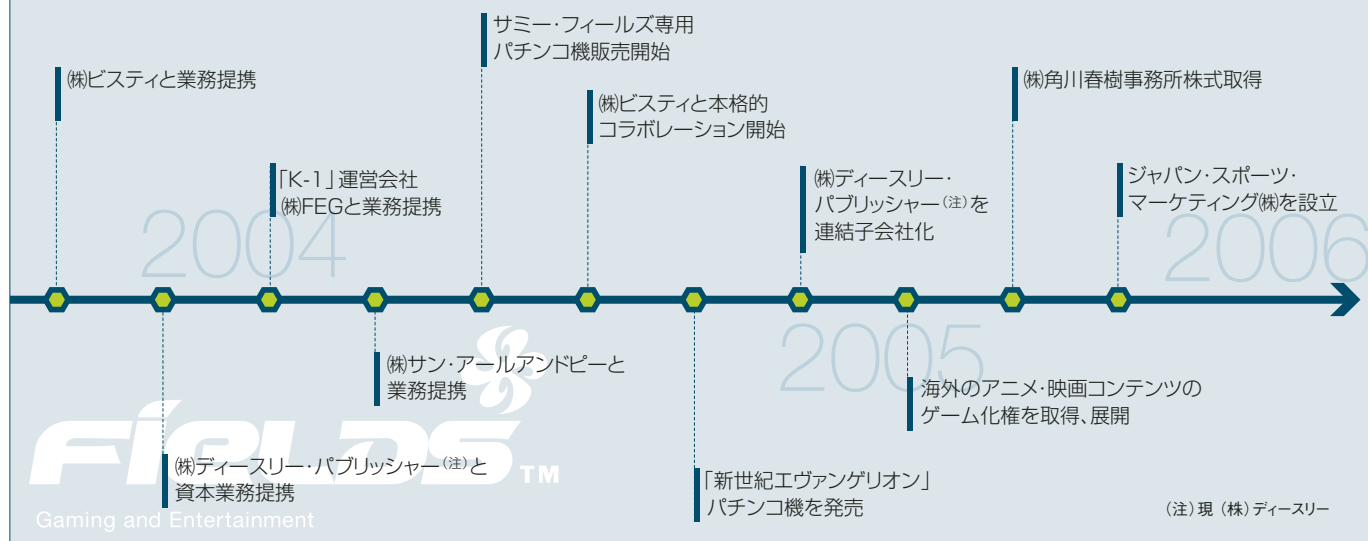 サミー・フィールズ専用
パチンコ機販売開始
㈱ビスティと業務提携
㈱ビスティと本格的
コラボレーション開始
㈱角川春樹事務所株式取得
「K-1」運営会社
㈱FEGと業務提携
㈱ディースリー・
パブリッシャー(注)を
連結子会社化
ジャパン・スポーツ・
マーケティング㈱を設立
2004
2006
2005
㈱サン・アールアンドピーと
業務提携
海外のアニメ・映画コンテンツの
ゲーム化権を取得、展開
FIELDS TM
㈱ディースリー・パブリッシャー(注)と
資本業務提携
「新世紀エヴァンゲリオン」
パチンコ機を発売
Gaming and Entertainment
(注)現(株)ディースリー